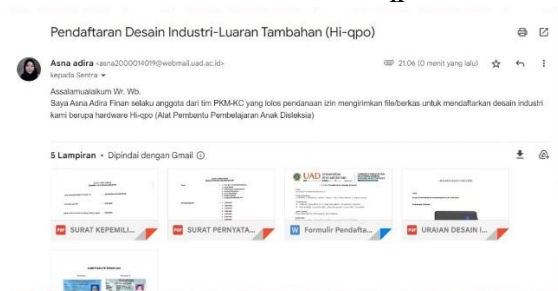 Pendaftaran Desain Industri-Luaran Tambahan (Hi-qpo)
Asna adira <asna2000014019@webmail.uad.ac.id>
21.06 (0 menit yang lalu)
kepada Sentra
Assalamualaikum Wr. Wb.
Saya Asna Adira Finan selaku anggota dari tim PKM-KC yang lolos pendanaan izin mengirimkan file/berkas untuk mendaftarkan desain industri
kami berupa hardware Hi-qpo (Alat Pembantu Pembelajaran Anak Disleksia)
5 Lampiran • Dipindai dengan Gmail
UAD
PDF SURAT KEPEMILI...
PDF SURAT PERNYATA...
W Formulir Pendafta...
PDF URAIAN DESAIN I...